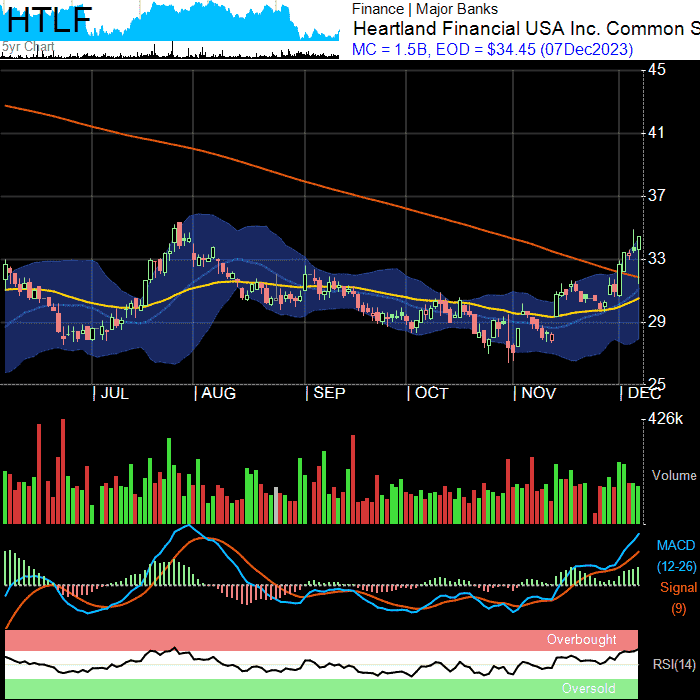 HTLF
5yr Chart
Finance | Major Banks
Heartland Financial USA Inc. Common S
MC = 1.5B, EOD = $34.45 (07Dec2023)
45
41
37
33
29
25
JUL AUG SEP OCT NOV DEC
426k
Volume
MACD
(12-26)
Signal
(9)
Overbought
RSI(14)
Oversold